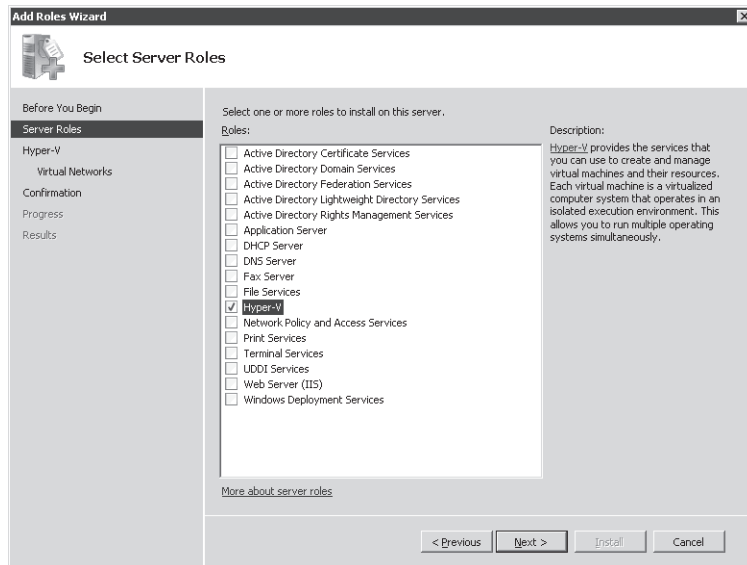 Add Roles Wizard
Select Server Roles
Before You Begin
Server Roles
Hyper-V
Virtual Networks
Confirmation
Progress
Results
Select one or more roles to install on this server.
Roles:
Active Directory Certificate Services
Active Directory Domain Services
Active Directory Federation Services
Active Directory Lightweight Directory Services
Active Directory Rights Management Services
Application Server
DHCP Server
DNS Server
Fax Server
File Services
Hyper-V
Network Policy and Access Services
Print Services
Terminal Services
UDDI Services
Web Server (IIS)
Windows Deployment Services
More about server roles
Description:
Hyper-V provides the services that
you can use to create and manage
virtual machines and their resources.
Each virtual machine is a virtualized
computer system that operates in an
isolated execution environment. This
allows you to run multiple operating
systems simultaneously.
< Previous
Next >
Install
Cancel